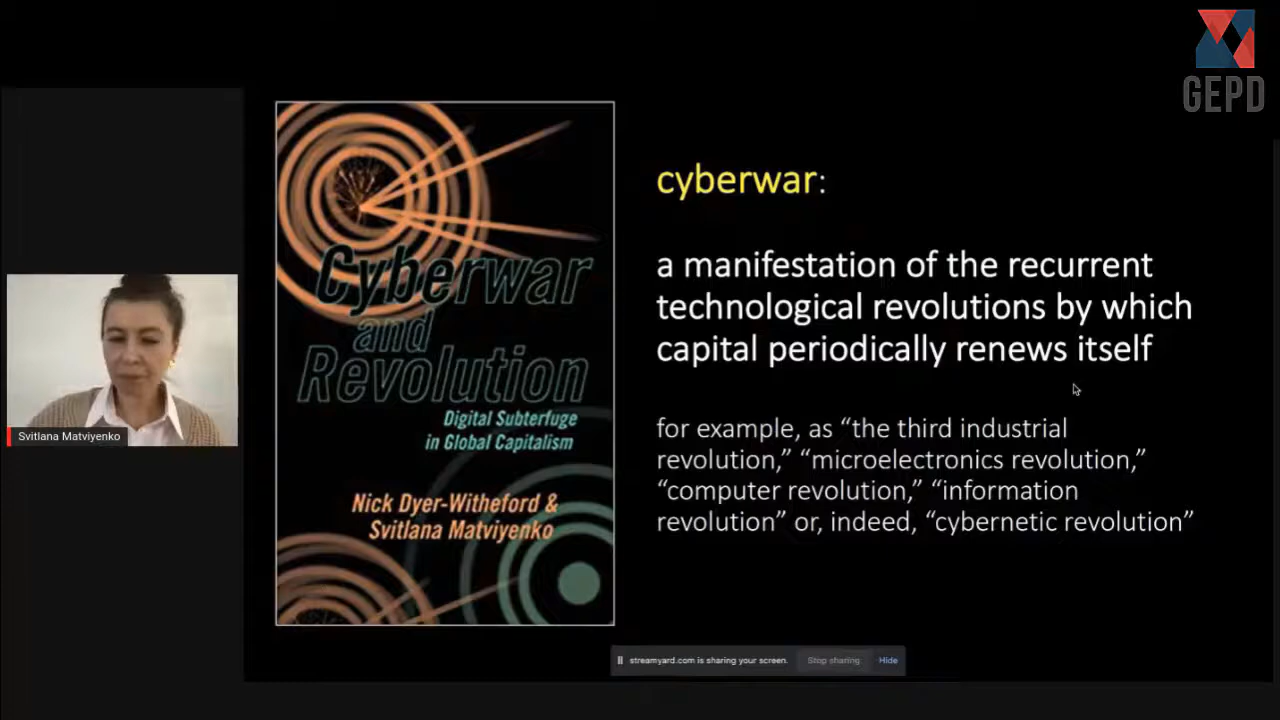 GEPD
Cyberwar
and
Revolution
Digital Subterfuge
in Global Capitalism
Nick Dyer-Witheford &
Svitlana Matviyenko
cyberwar:
a manifestation of the recurrent
technological revolutions by which
capital periodically renews itself
for example, as “the third industrial
revolution,” “microelectronics revolution,”
“computer revolution,” “information
revolution” or, indeed, “cybernetic revolution”
Svitlana Matviyenko
streamyard.com is sharing your screen.
Stop sharing
Hide